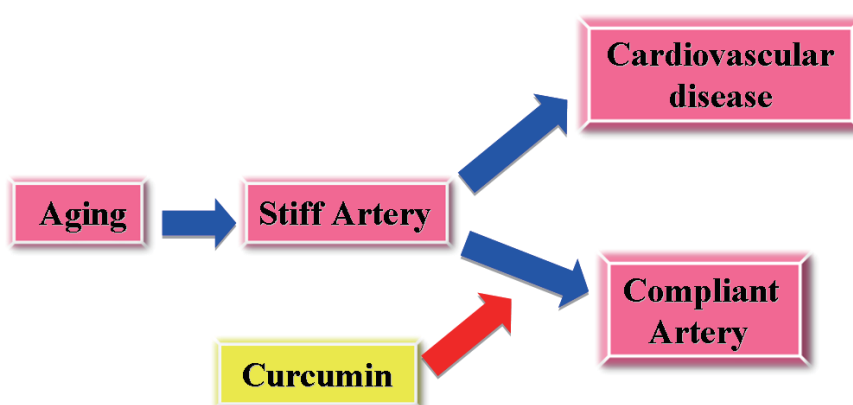 Cardiovascular
disease
Aging
Stiff Artery
Compliant
Artery
Curcumin